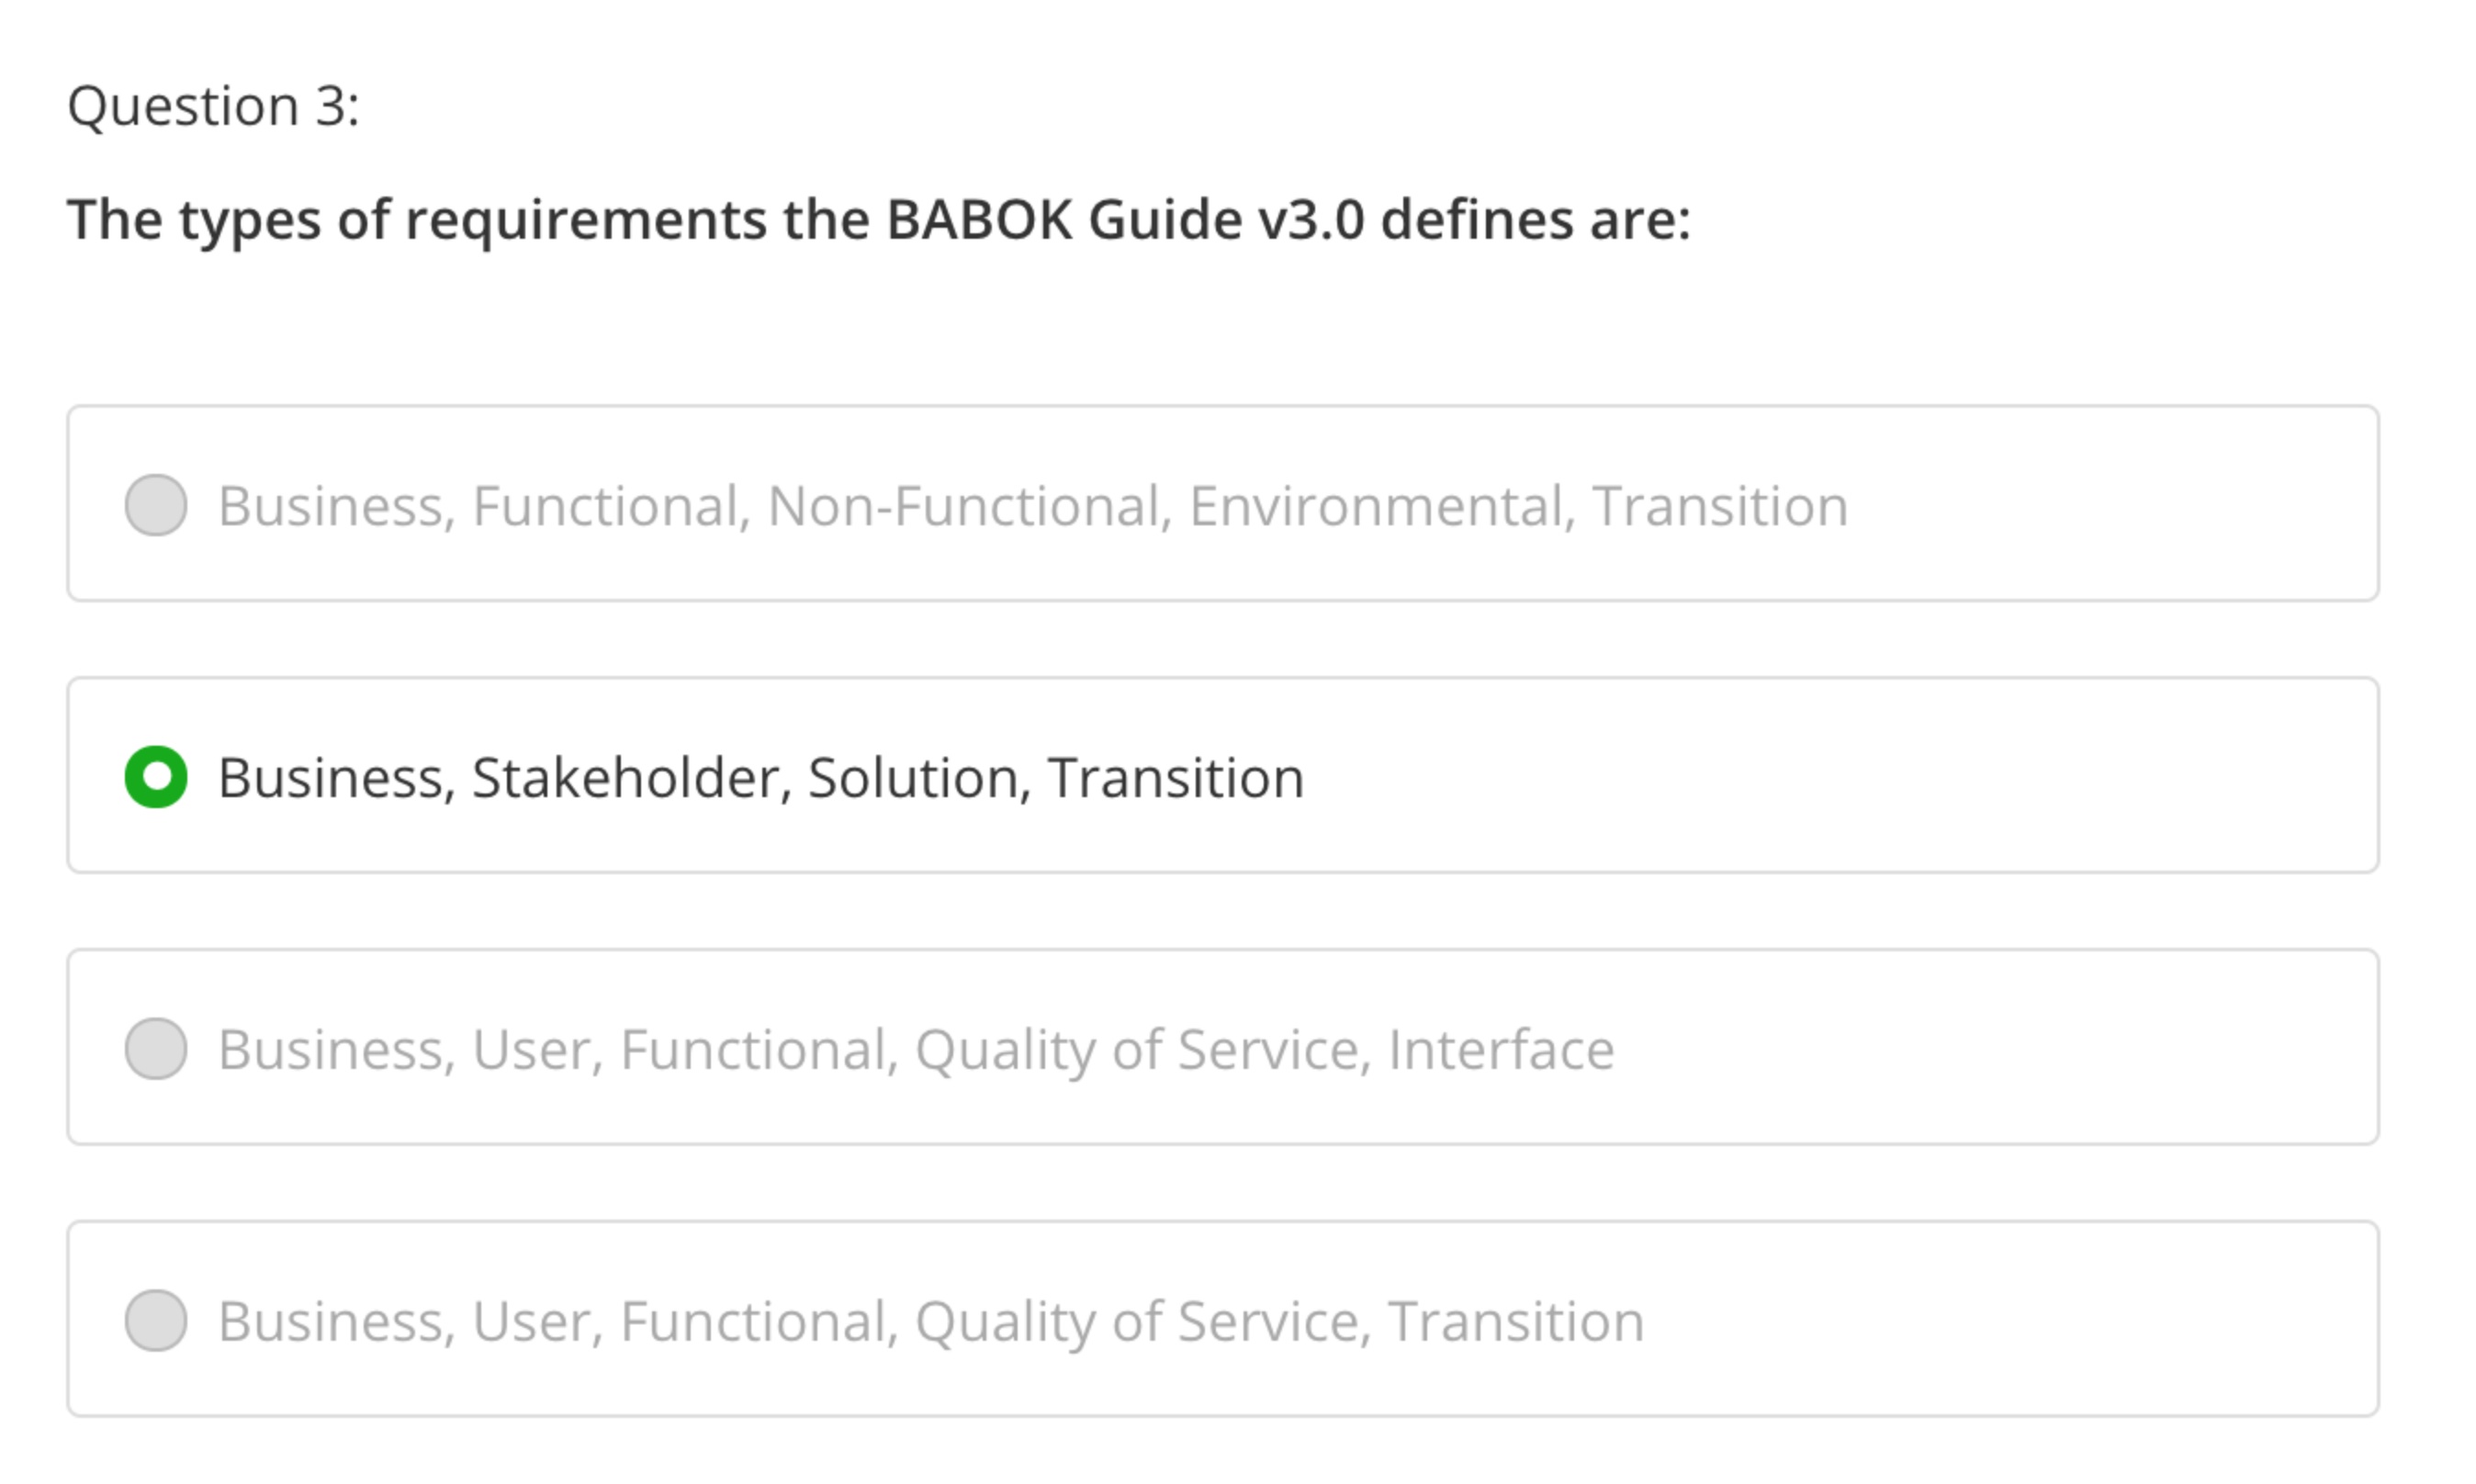 Question 3:
The types of requirements the BABOK Guide v3.0 defines are:
Business, Functional, Non-Functional, Environmental, Transition
Business, Stakeholder, Solution, Transition
Business, User, Functional, Quality of Service, Interface
Business, User, Functional, Quality of Service, Transition